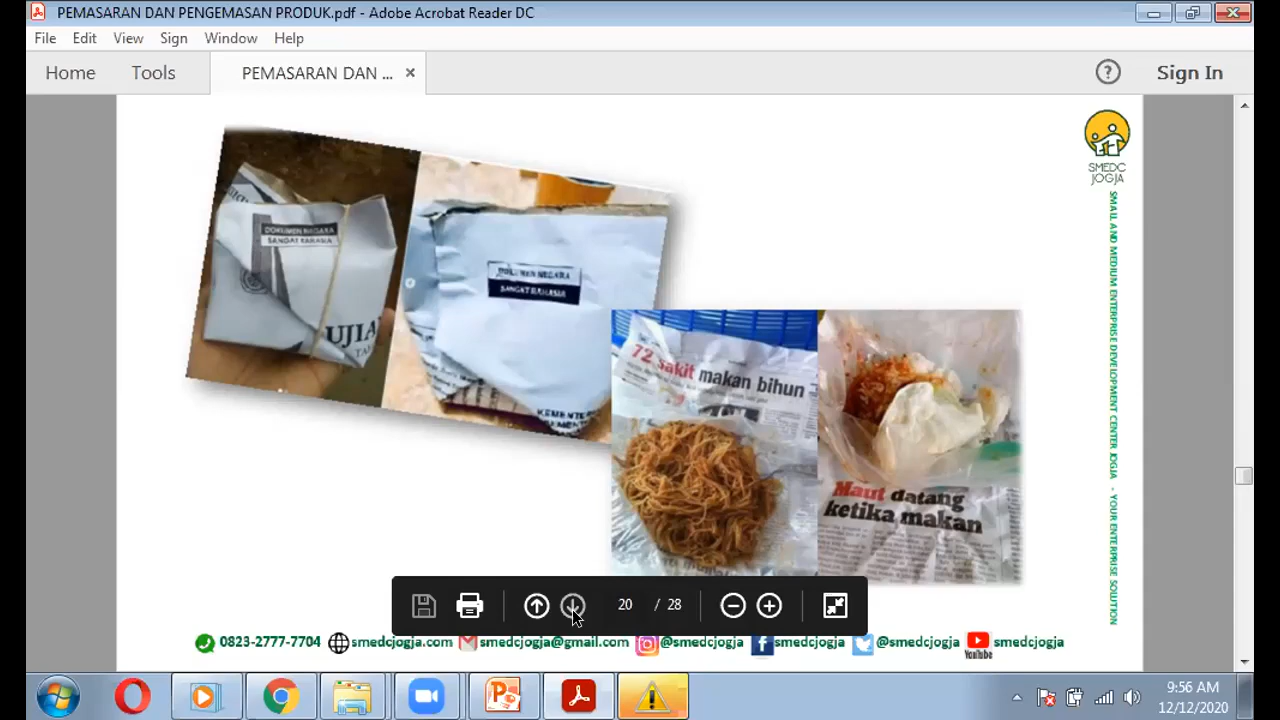 PEMASARAN DAN PENGEMASAN PRODUK.pdf - Adobe Acrobat Reader DC
File Edit View Sign Window Help
Home Tools PEMASARAN DAN ... × Sign In
SMEDC
JOGJA
SMALL AND MEDIUM ENTERPRISE DEVELOPMENT CENTER JOGJA - YOUR ENTERPRISE SOLUTION
DOKUMEN NEGARA
SANGAT RAHASIA
UJIA
DOKUMEN NEGARA
SANGAT RAHASIA
KEMENTE
72 sakit makan bihun
Maut datang
ketika makan
20 / 28
0823-2777-7704 smedcjogja.com smedcjogja@gmail.com @smedcjogja @smedcjogja @smedcjogja YouTube smedcjogja
9:56 AM
12/12/2020